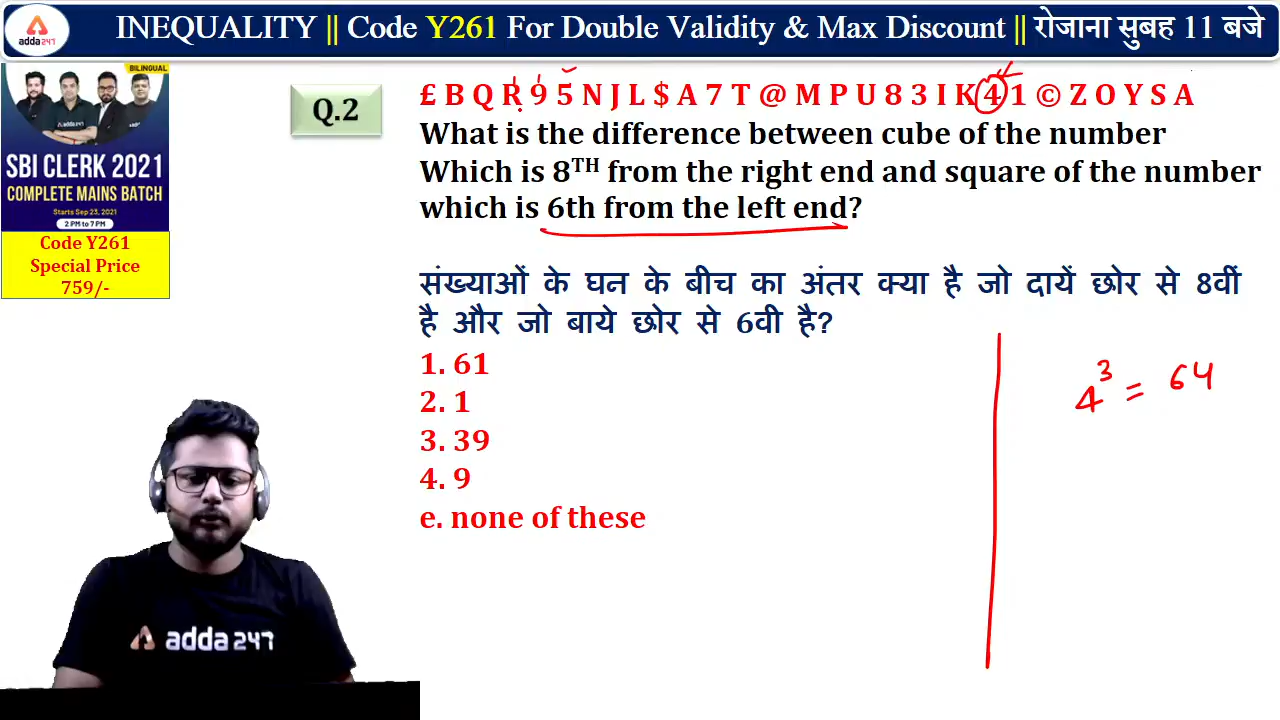 INEQUALITY || Code Y261 For Double Validity & Max Discount || रोजाना सुबह 11 बजे
adda247
BILINGUAL
SBI CLERK 2021
COMPLETE MAINS BATCH
Starts Sep 23, 2021
2 PM to 7 PM
Code Y261
Special Price
759/-
Q.2
£ B Q R 9 5 N J L $ A 7 T @ M P U 8 3 I K 4 1 © Z O Y S A
What is the difference between cube of the number
Which is 8TH from the right end and square of the number
which is 6th from the left end?
संख्याओं के घन के बीच का अंतर क्या है जो दायें छोर से 8वीं
है और जो बाये छोर से 6वी है?
1. 61
2. 1
3. 39
4. 9
e. none of these
4³ = 64
adda247